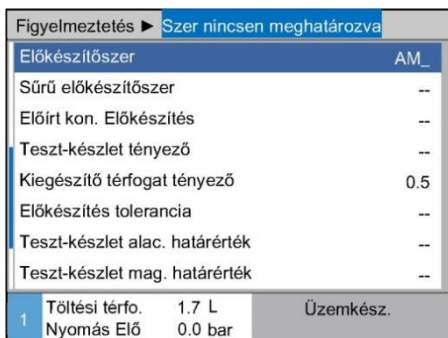 Figyelmeztetés ► Szer nincsen meghatározva
Előkészítőszer AM_
Sűrű előkészítőszer --
Előírt kon. Előkészítés --
Teszt-készlet tényező --
Kiegészítő térfogat tényező 0.5
Előkészítés tolerancia --
Teszt-készlet alac. határérték --
Teszt-készlet mag. határérték --
1 Töltési térfo. 1.7 L Üzemkész.
Nyomás Elő 0.0 bar